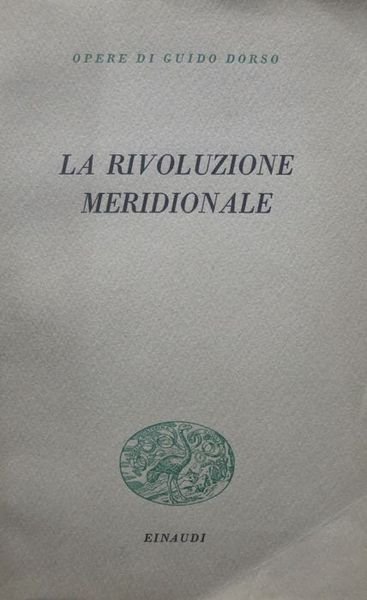 OPERE DI GUIDO DORSO
LA RIVOLUZIONE
MERIDIONALE
EINAUDI